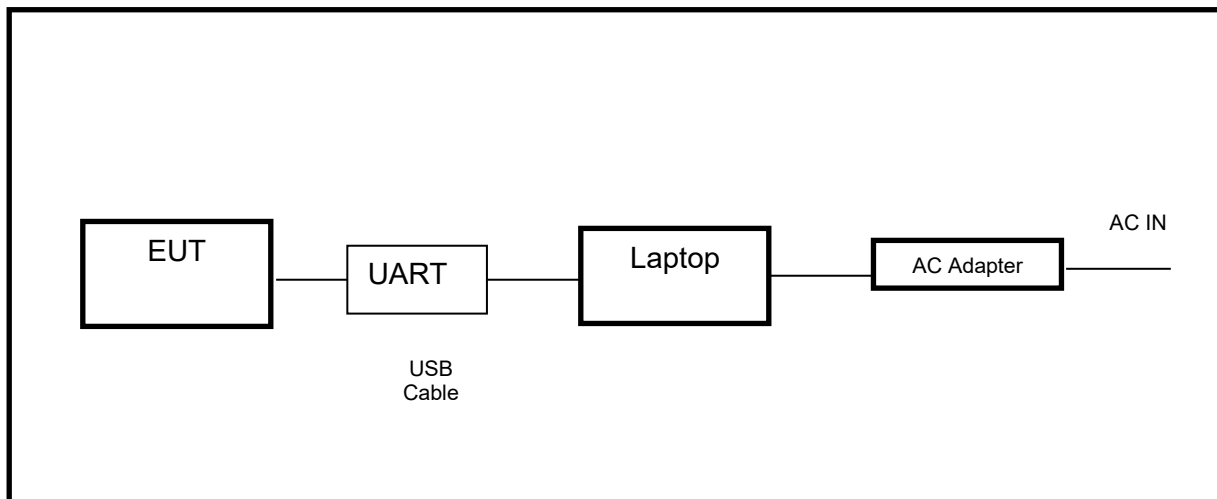 EUT
UART
Laptop
AC Adapter
AC IN
USB
Cable